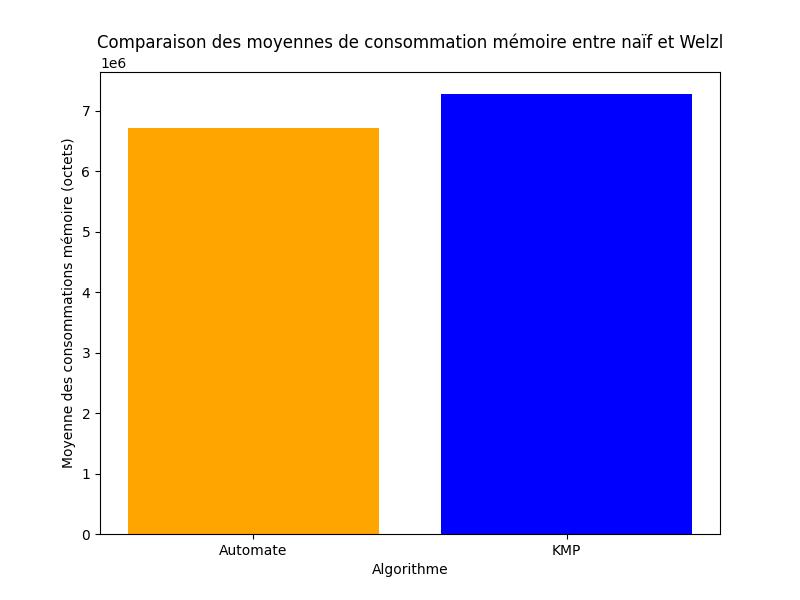 Comparaison des moyennes de consommation mémoire entre naïf et Welzl
1e6
7
6
5
4
3
2
1
0
Moyenne des consommations mémoire (octets)
Automate
KMP
Algorithme